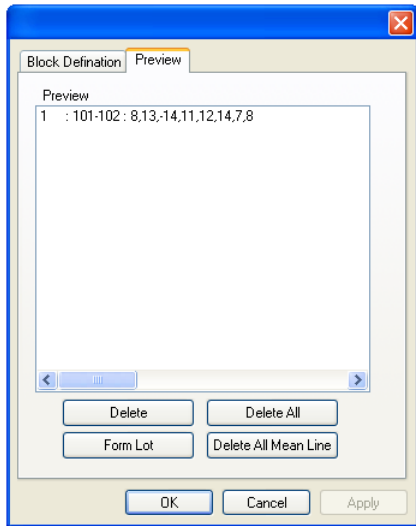 Block Defination Preview
Preview
1 : 101-102 : 8,13,-14,11,12,14,7,8
Delete Delete All
Form Lot Delete All Mean Line
OK Cancel Apply